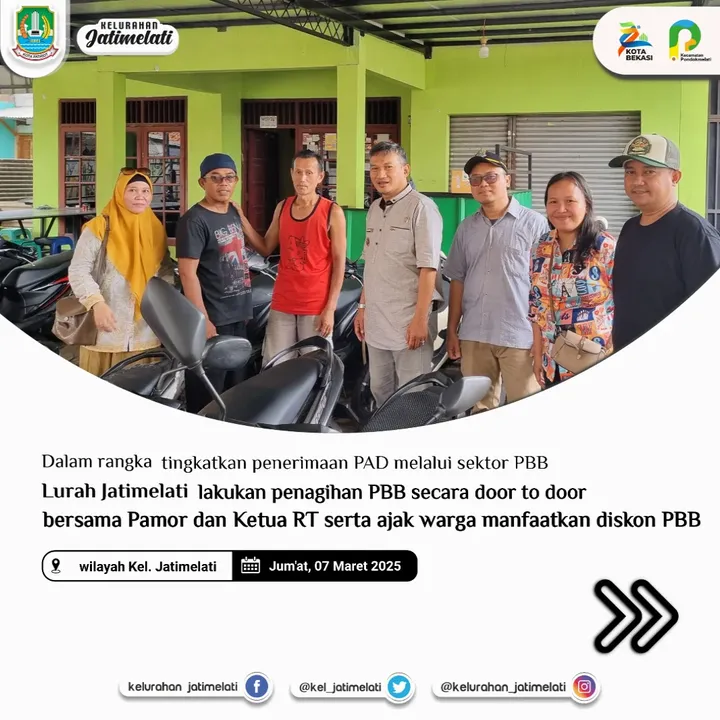 KELURAHAN
Jatimelati
KOTA
BEKASI
Kecamatan
Pondokmelati
Dalam rangka tingkatkan penerimaan PAD melalui sektor PBB
Lurah Jatimelati lakukan penagihan PBB secara door to door
bersama Pamor dan Ketua RT serta ajak warga manfaatkan diskon PBB
wilayah Kel. Jatimelati
Jum'at, 07 Maret 2025
kelurahan jatimelati
@kel_jatimelati
@kelurahan_jatimelati